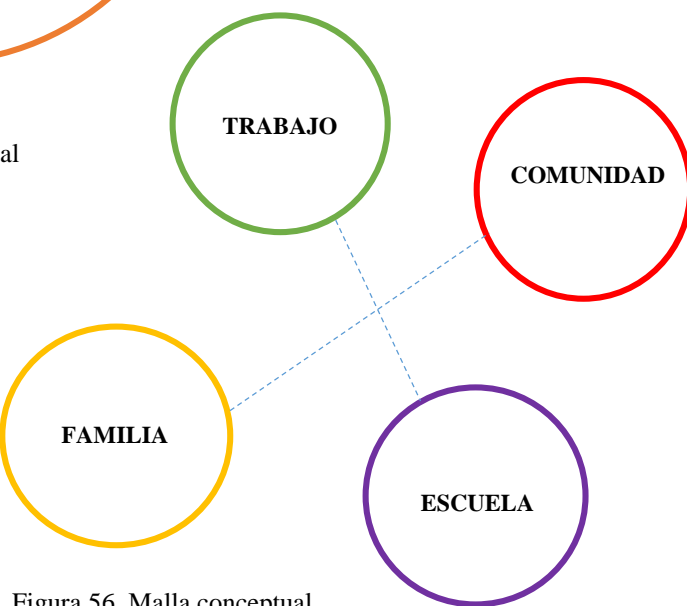 TRABAJO
al
COMUNIDAD
FAMILIA
ESCUELA
Figura 56. Malla conceptual